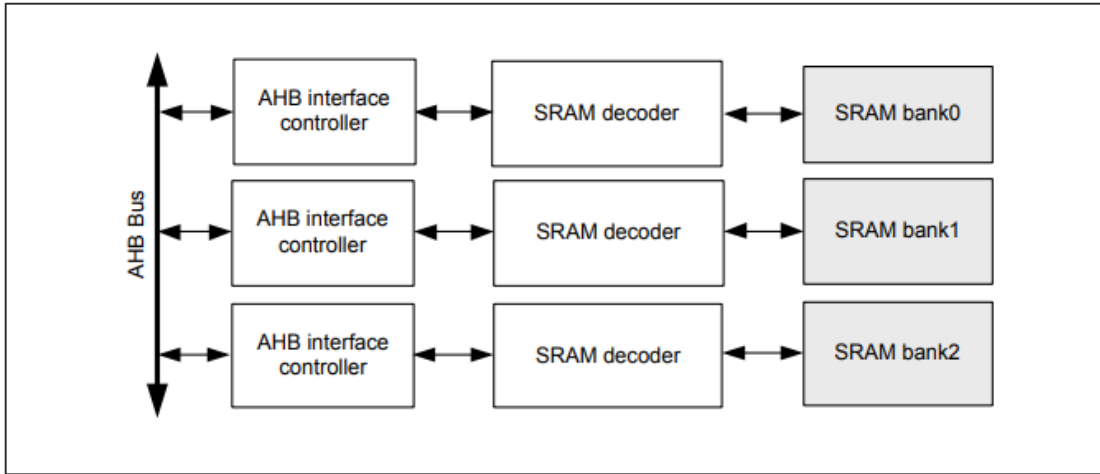 AHB Bus
AHB interface
controller
SRAM decoder
SRAM bank0
AHB interface
controller
SRAM decoder
SRAM bank1
AHB interface
controller
SRAM decoder
SRAM bank2